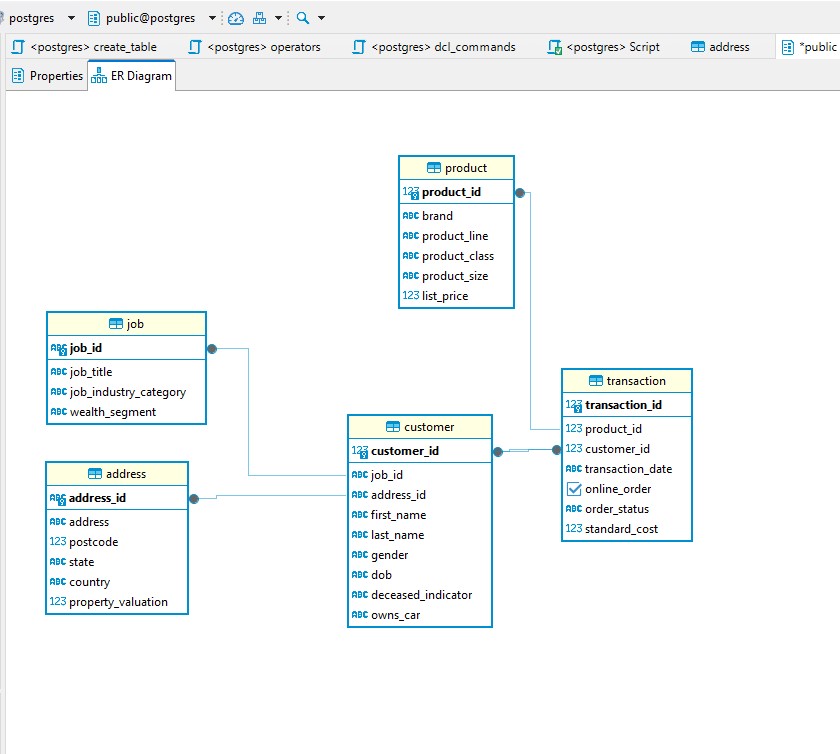 postgres public@postgres
<postgres> create_table <postgres> operators <postgres> dcl_commands <postgres> Script address *public
Properties ER Diagram
product
123 product_id
ABC brand
ABC product_line
ABC product_class
ABC product_size
123 list_price
job
ABC job_id
ABC job_title
ABC job_industry_category
ABC wealth_segment
transaction
123 transaction_id
123 product_id
123 customer_id
ABC transaction_date
online_order
ABC order_status
123 standard_cost
customer
123 customer_id
ABC job_id
ABC address_id
ABC first_name
ABC last_name
ABC gender
ABC dob
ABC deceased_indicator
ABC owns_car
address
ABC address_id
ABC address
123 postcode
ABC state
ABC country
123 property_valuation